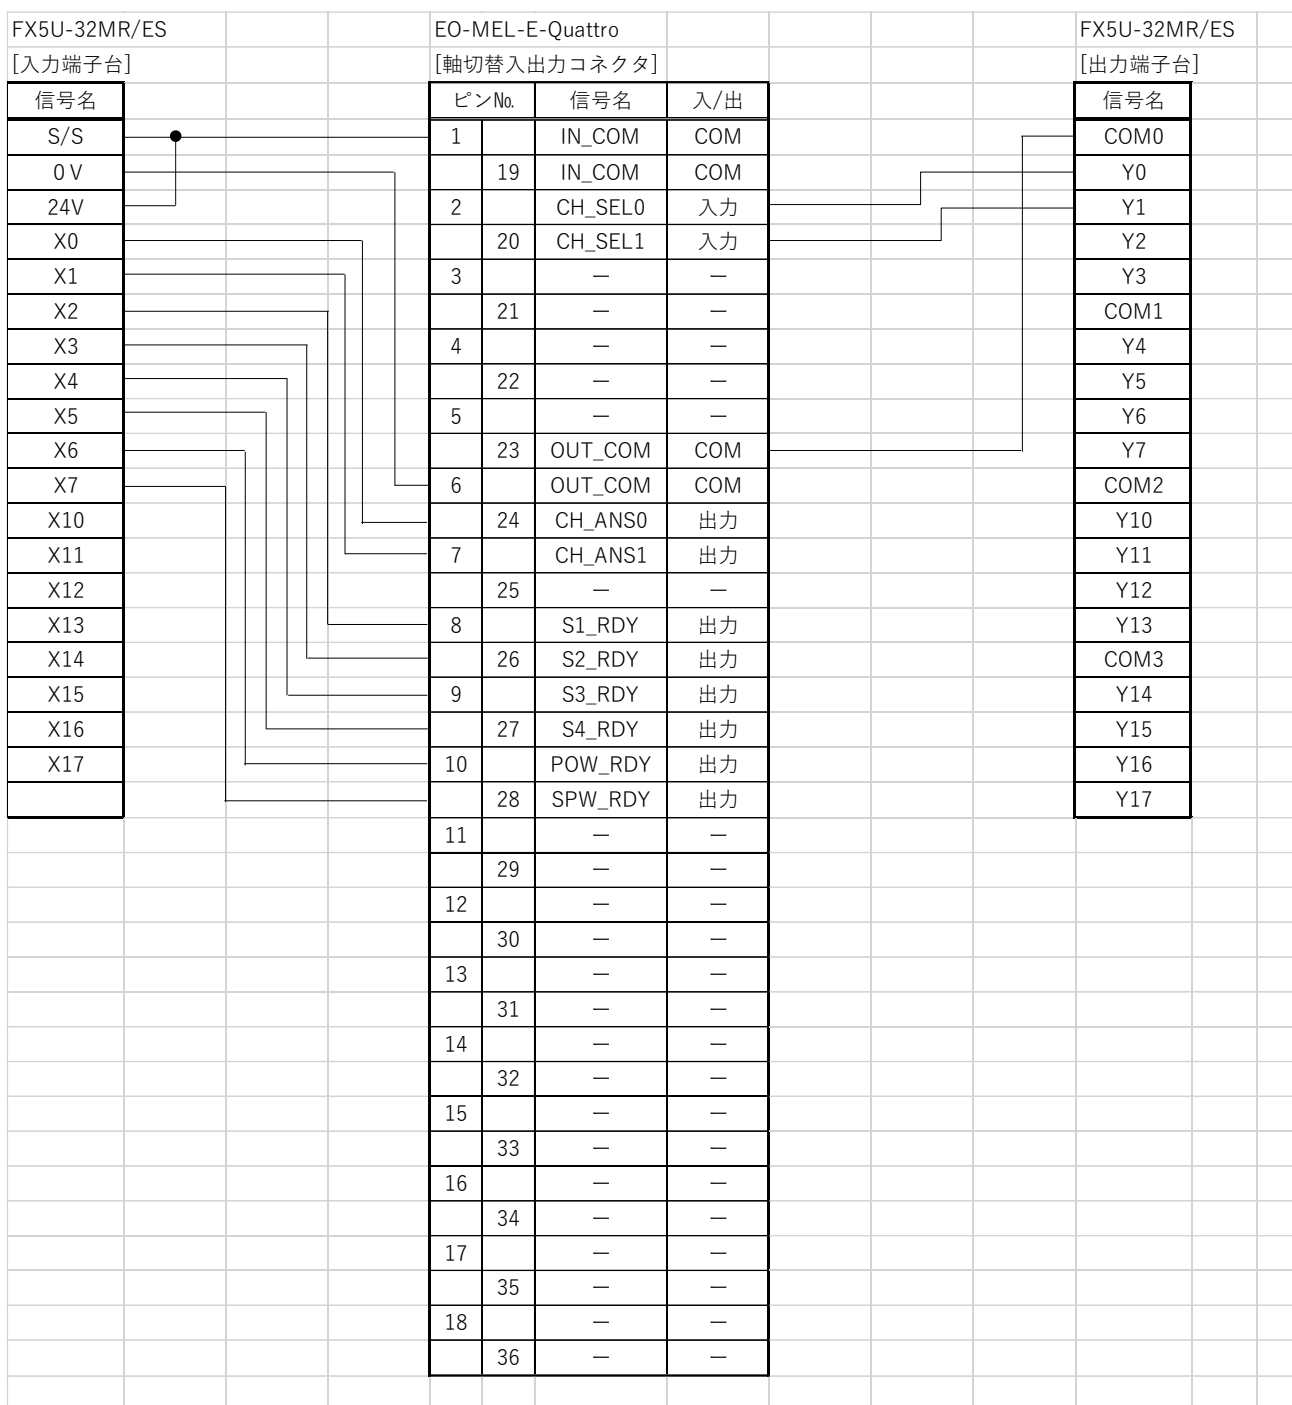 FX5U-32MR/ES EO-MEL-E-Quattro FX5U-32MR/ES
[入力端子台] [軸切替入出力コネクタ] [出力端子台]
信号名 ピン№ 信号名 入/出 信号名
S/S 1 IN_COM COM COM0
0V 19 IN_COM COM Y0
24V 2 CH_SEL0 入力 Y1
X0 20 CH_SEL1 入力 Y2
X1 3 － － Y3
X2 21 － － COM1
X3 4 － － Y4
X4 22 － － Y5
X5 5 － － Y6
X6 23 OUT_COM COM Y7
X7 6 OUT_COM COM COM2
X10 24 CH_ANS0 出力 Y10
X11 7 CH_ANS1 出力 Y11
X12 25 － － Y12
X13 8 S1_RDY 出力 Y13
X14 26 S2_RDY 出力 COM3
X15 9 S3_RDY 出力 Y14
X16 27 S4_RDY 出力 Y15
X17 10 POW_RDY 出力 Y16
28 SPW_RDY 出力 Y17
11 － －
29 － －
12 － －
30 － －
13 － －
31 － －
14 － －
32 － －
15 － －
33 － －
16 － －
34 － －
17 － －
35 － －
18 － －
36 － －